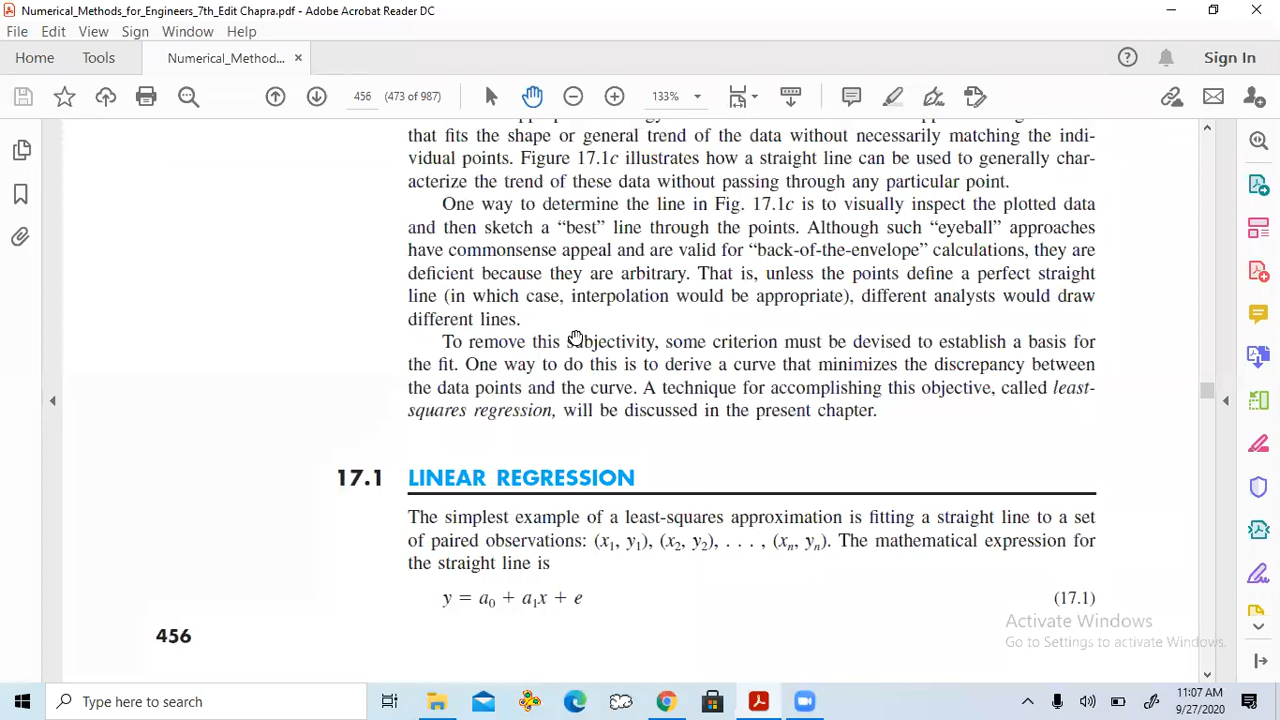 Numerical_Methods_for_Engineers_7th_Edit Chapra.pdf - Adobe Acrobat Reader DC
File Edit View Sign Window Help
Home Tools Numerical_Method... × Sign In
456 (473 of 987) 133%
that fits the shape or general trend of the data without necessarily matching the indi-
vidual points. Figure 17.1c illustrates how a straight line can be used to generally char-
acterize the trend of these data without passing through any particular point.
One way to determine the line in Fig. 17.1c is to visually inspect the plotted data
and then sketch a “best” line through the points. Although such “eyeball” approaches
have commonsense appeal and are valid for “back-of-the-envelope” calculations, they are
deficient because they are arbitrary. That is, unless the points define a perfect straight
line (in which case, interpolation would be appropriate), different analysts would draw
different lines.
To remove this subjectivity, some criterion must be devised to establish a basis for
the fit. One way to do this is to derive a curve that minimizes the discrepancy between
the data points and the curve. A technique for accomplishing this objective, called least-
squares regression, will be discussed in the present chapter.
17.1 LINEAR REGRESSION
The simplest example of a least-squares approximation is fitting a straight line to a set
of paired observations: (x₁, y₁), (x₂, y₂), . . . , (xₙ, yₙ). The mathematical expression for
the straight line is
y = a₀ + a₁x + e (17.1)
Activate Windows
Go to Settings to activate Windows.
456
Type here to search
11:07 AM
9/27/2020